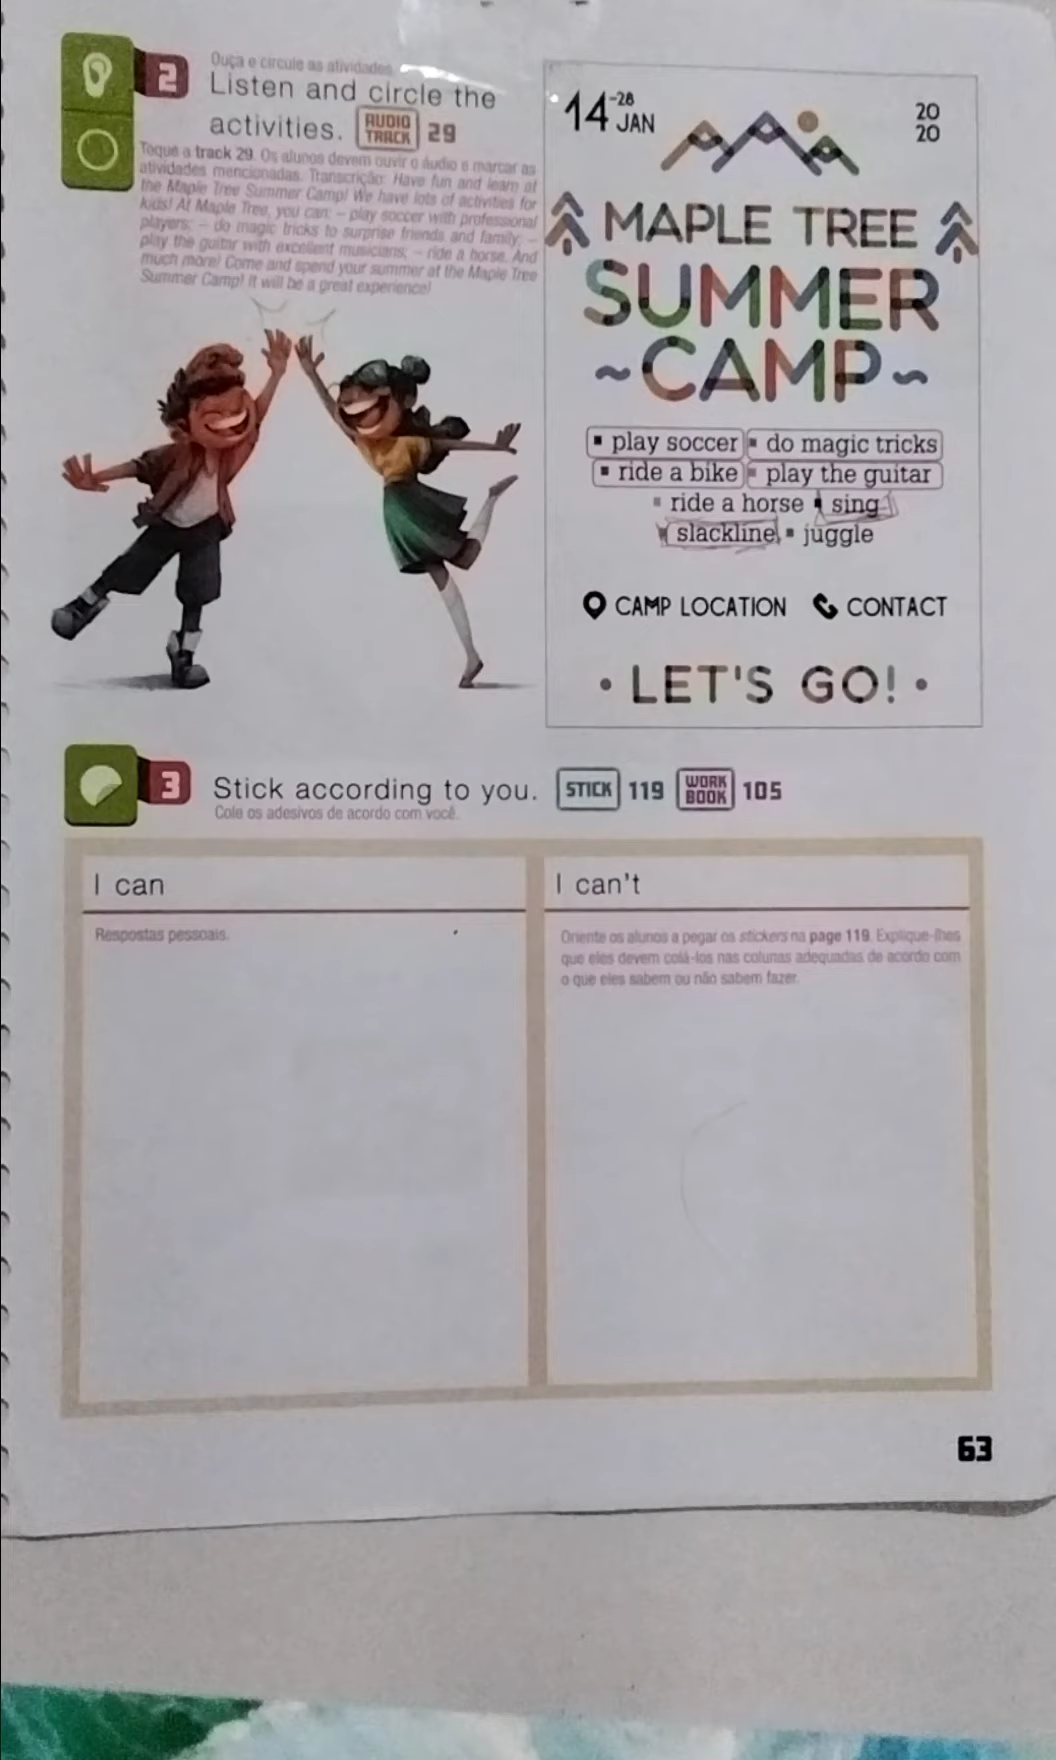 Ouça e circule as atividades.
2 Listen and circle the
activities. AUDIO TRACK 29
Toque a track 29. Os alunos devem ouvir o áudio e marcar as
atividades mencionadas. Transcrição: Have fun and learn at
the Maple Tree Summer Camp! We have lots of activities for
kids! At Maple Tree, you can: – play soccer with professional
players; – do magic tricks to surprise friends and family; –
play the guitar with excellent musicians; – ride a horse. And
much more! Come and spend your summer at the Maple Tree
Summer Camp! It will be a great experience!
14-28 JAN
20
20
MAPLE TREE
SUMMER
~CAMP~
▪ play soccer ▪ do magic tricks
▪ ride a bike ▪ play the guitar
▪ ride a horse ▪ sing
▪ slackline ▪ juggle
CAMP LOCATION CONTACT
• LET'S GO! •
3 Stick according to you. STICK 119 WORK BOOK 105
Cole os adesivos de acordo com você.
I can
Respostas pessoais.
I can't
Oriente os alunos a pegar os stickers na page 119. Explique-lhes
que eles devem colá-los nas colunas adequadas de acordo com
o que eles sabem ou não sabem fazer.
63